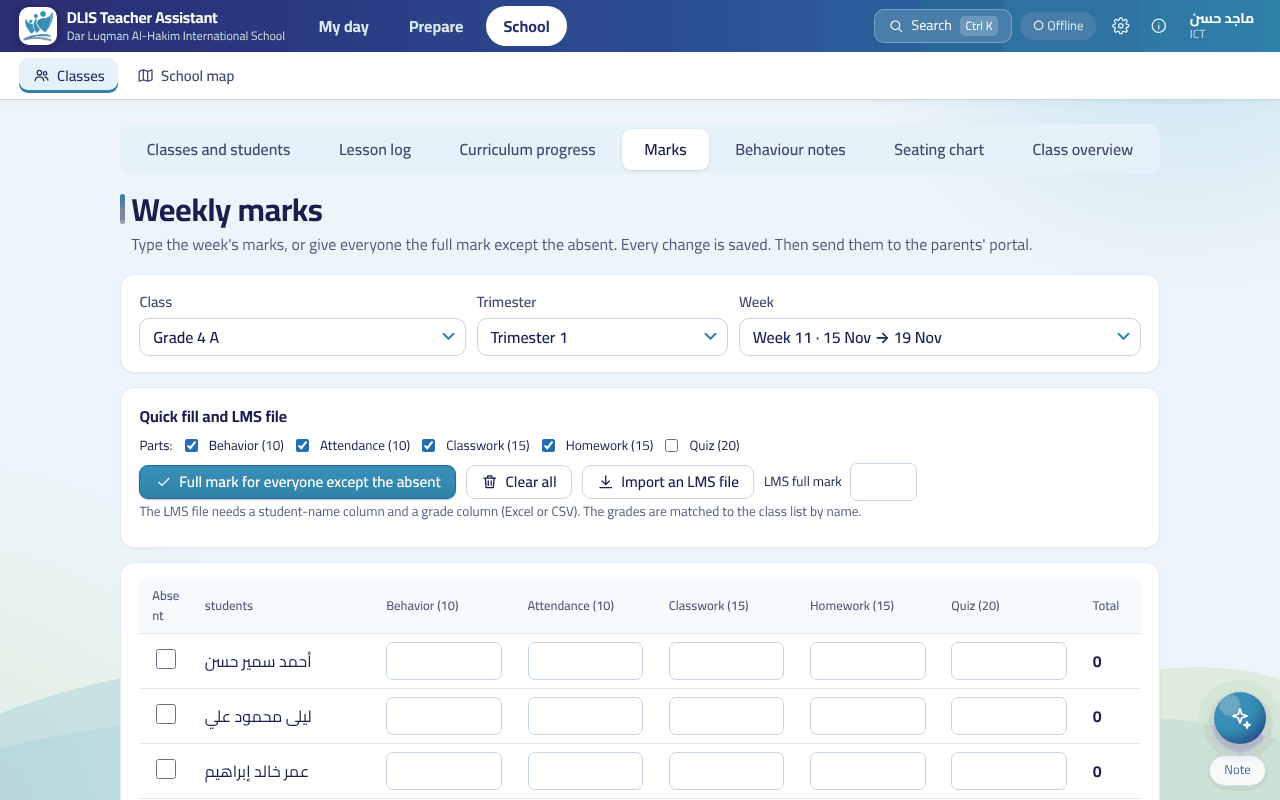 DLIS Teacher Assistant
Dar Luqman Al-Hakim International School
My day
Prepare
School
Search Ctrl K
Offline
ماجد حسن
ICT
Classes
School map
Classes and students
Lesson log
Curriculum progress
Marks
Behaviour notes
Seating chart
Class overview
Weekly marks
Type the week's marks, or give everyone the full mark except the absent. Every change is saved. Then send them to the parents' portal.
Class
Trimester
Week
Grade 4 A
Trimester 1
Week 11 · 15 Nov → 19 Nov
Quick fill and LMS file
Parts: Behavior (10) Attendance (10) Classwork (15) Homework (15) Quiz (20)
Full mark for everyone except the absent
Clear all
Import an LMS file
LMS full mark
The LMS file needs a student-name column and a grade column (Excel or CSV). The grades are matched to the class list by name.
Abse
nt
students
Behavior (10)
Attendance (10)
Classwork (15)
Homework (15)
Quiz (20)
Total
أحمد سمير حسن
0
ليلى محمود علي
0
عمر خالد إبراهيم
0
Note